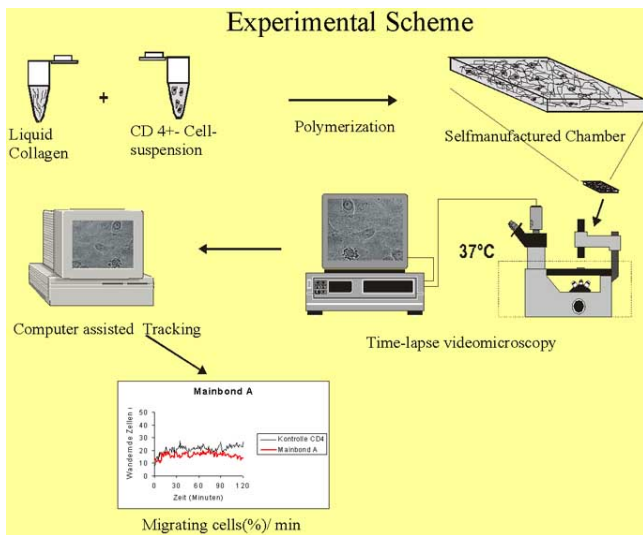 Experimental Scheme
+
Liquid
Collagen
CD 4+- Cell-
suspension
Polymerization
Selfmanufactured Chamber
37°C
Computer assisted Tracking
Time-lapse videomicroscopy
Mainbond A
Wandernde Zellen
50
40
30
20
10
0
0
30
60
90
120
Zeit (Minuten)
Kontrolle CD4
Mainbond A
Migrating cells(%)/ min